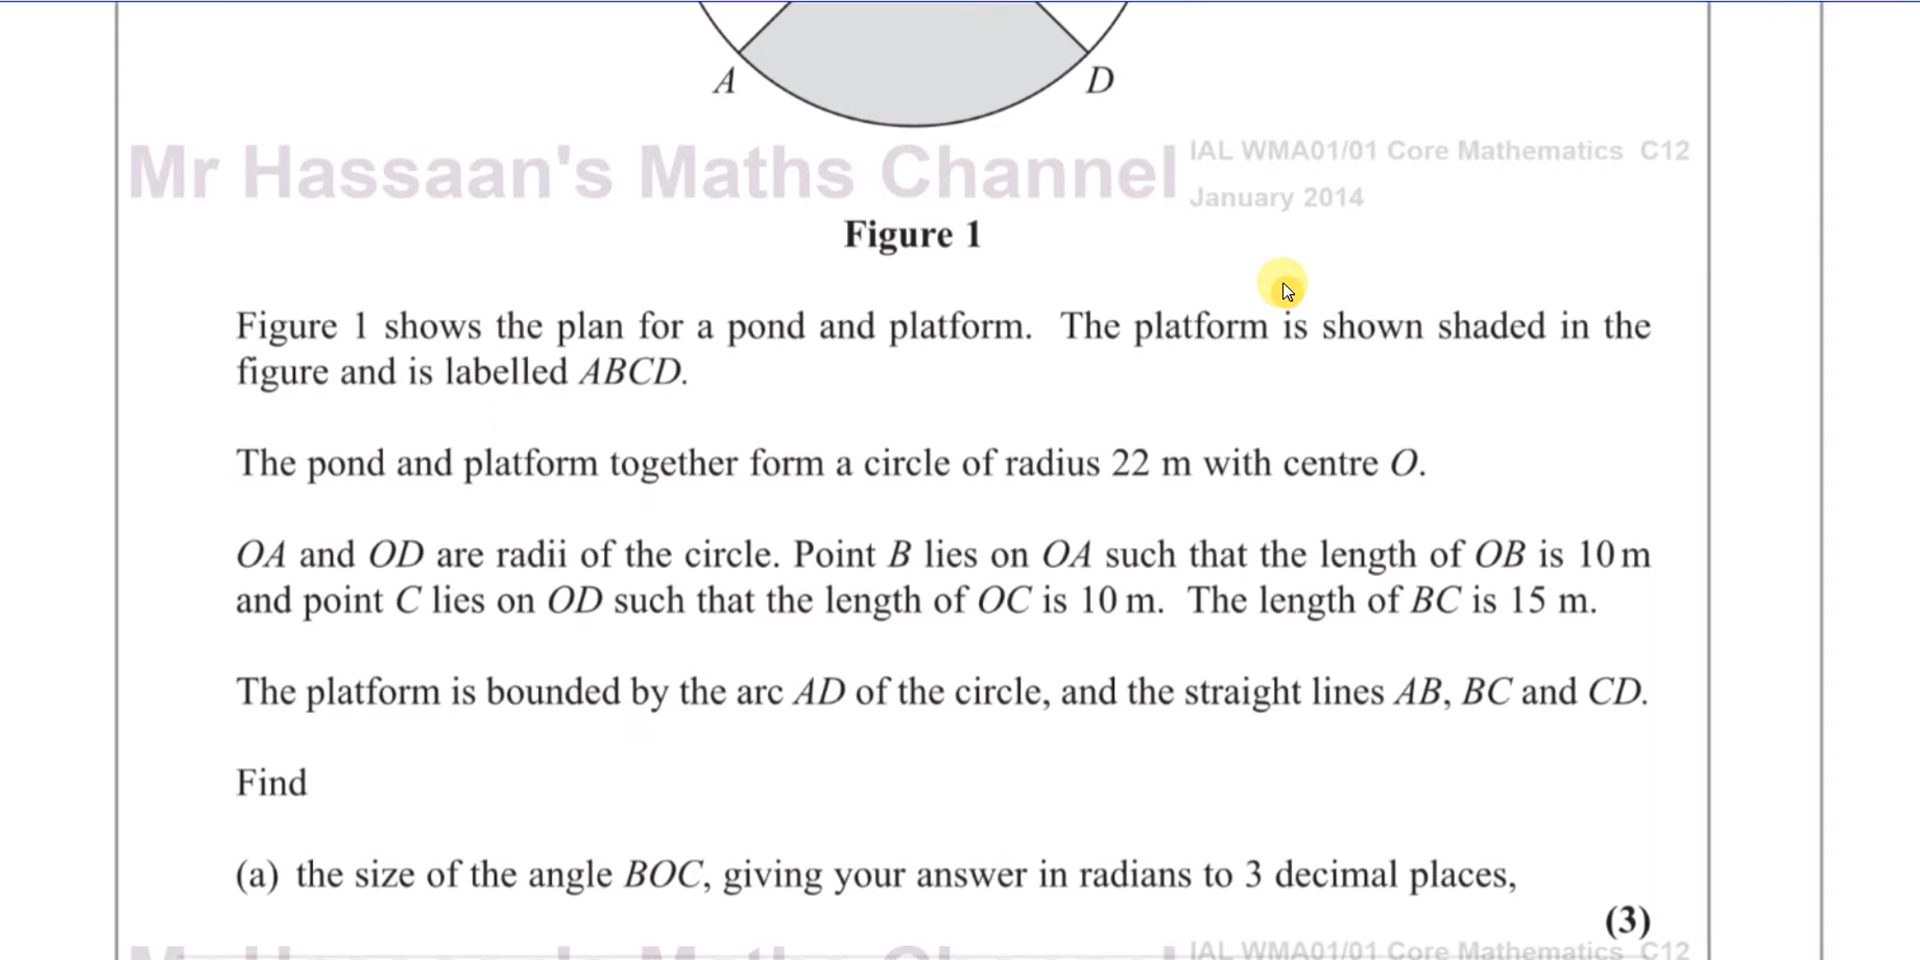 A
D
Mr Hassaan's Maths Channel
IAL WMA01/01 Core Mathematics C12
January 2014
Figure 1
Figure 1 shows the plan for a pond and platform. The platform is shown shaded in the
figure and is labelled ABCD.
The pond and platform together form a circle of radius 22 m with centre O.
OA and OD are radii of the circle. Point B lies on OA such that the length of OB is 10 m
and point C lies on OD such that the length of OC is 10 m. The length of BC is 15 m.
The platform is bounded by the arc AD of the circle, and the straight lines AB, BC and CD.
Find
(a) the size of the angle BOC, giving your answer in radians to 3 decimal places,
(3)
IAL WMA01/01 Core Mathematics C12